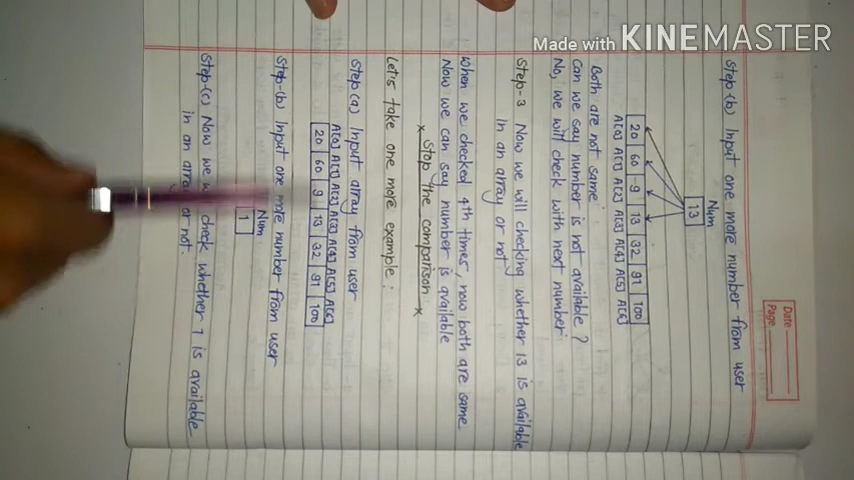 Made with KINEMASTER
Date
Page
Step-(b) Input one more number from user
Num
13
20 60 9 13 32 91 100
A[0] A[1] A[2] A[3] A[4] A[5] A[6]
Both are not same
Can we say number is not available?
No, we will check with next number
Step-3 Now we will checking whether 13 is available
in an array or not
When we checked 4th times, now both are same
Now we can say number is available
x Stop the comparison x
Let's take one more example:
Step(a) Input array from user
A[0] A[1] A[2] A[3] A[4] A[5] A[6]
20 60 9 13 32 91 100
Step-(b) Input one more number from user
Num
1
Step-(c) Now we check whether 1 is available
in an array or not.